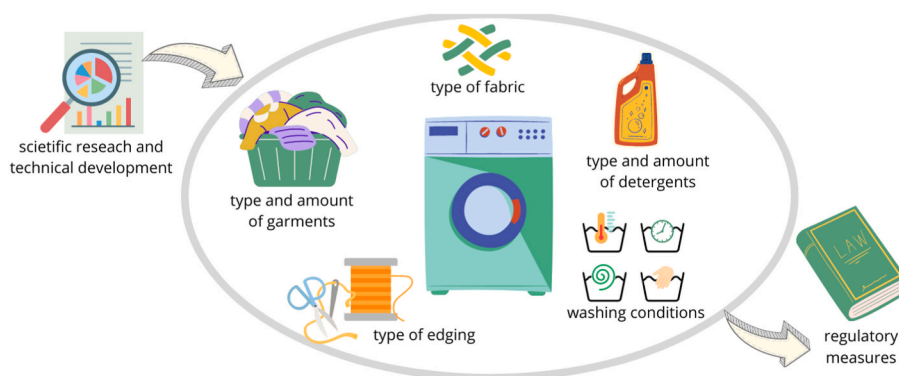 scietific reseach and
technical development
type and amount
of garments
type of fabric
type and amount
of detergents
type of edging
washing conditions
LAW
regulatory
measures